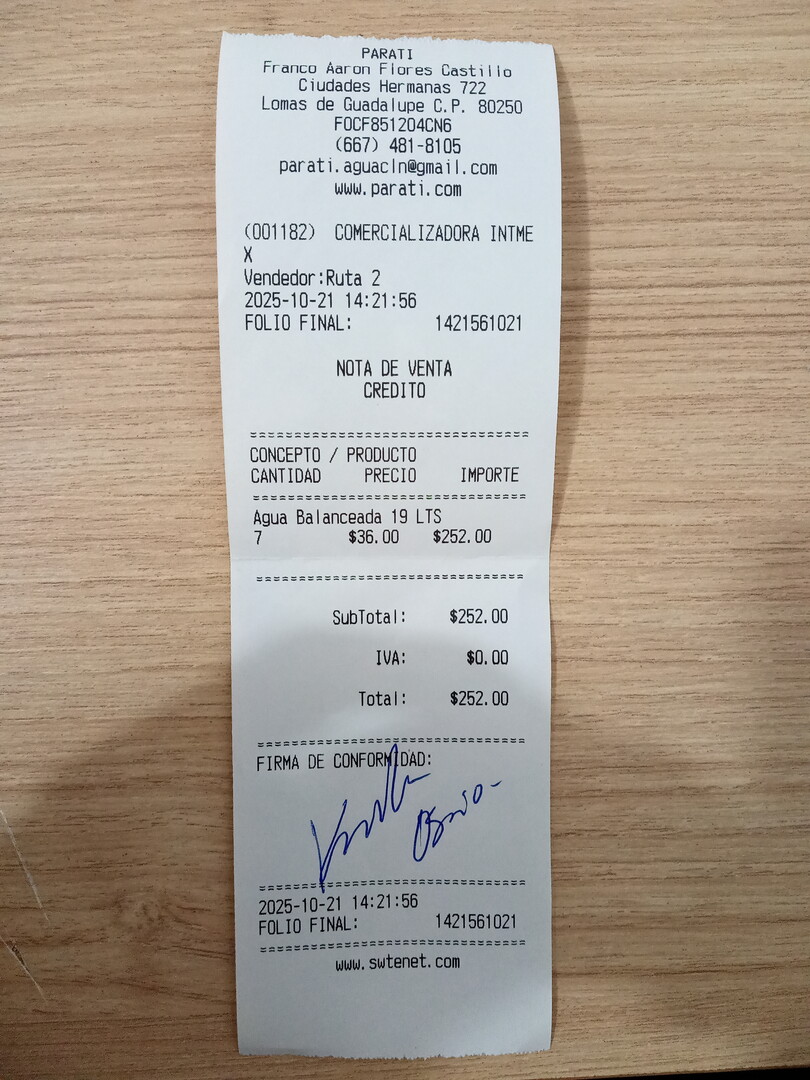 PARATI
Franco Aaron Flores Castillo
Ciudades Hermanas 722
Lomas de Guadalupe C.P. 80250
FOCF851204CN6
(667) 481-8105
parati.aguacln@gmail.com
www.parati.com
(001182) COMERCIALIZADORA INTME
X
Vendedor:Ruta 2
2025-10-21 14:21:56
FOLIO FINAL: 1421561021
NOTA DE VENTA
CREDITO
CONCEPTO / PRODUCTO
CANTIDAD PRECIO IMPORTE
Agua Balanceada 19 LTS
7 $36.00 $252.00
SubTotal: $252.00
IVA: $0.00
Total: $252.00
FIRMA DE CONFORMIDAD:
2025-10-21 14:21:56
FOLIO FINAL: 1421561021
www.swtenet.com